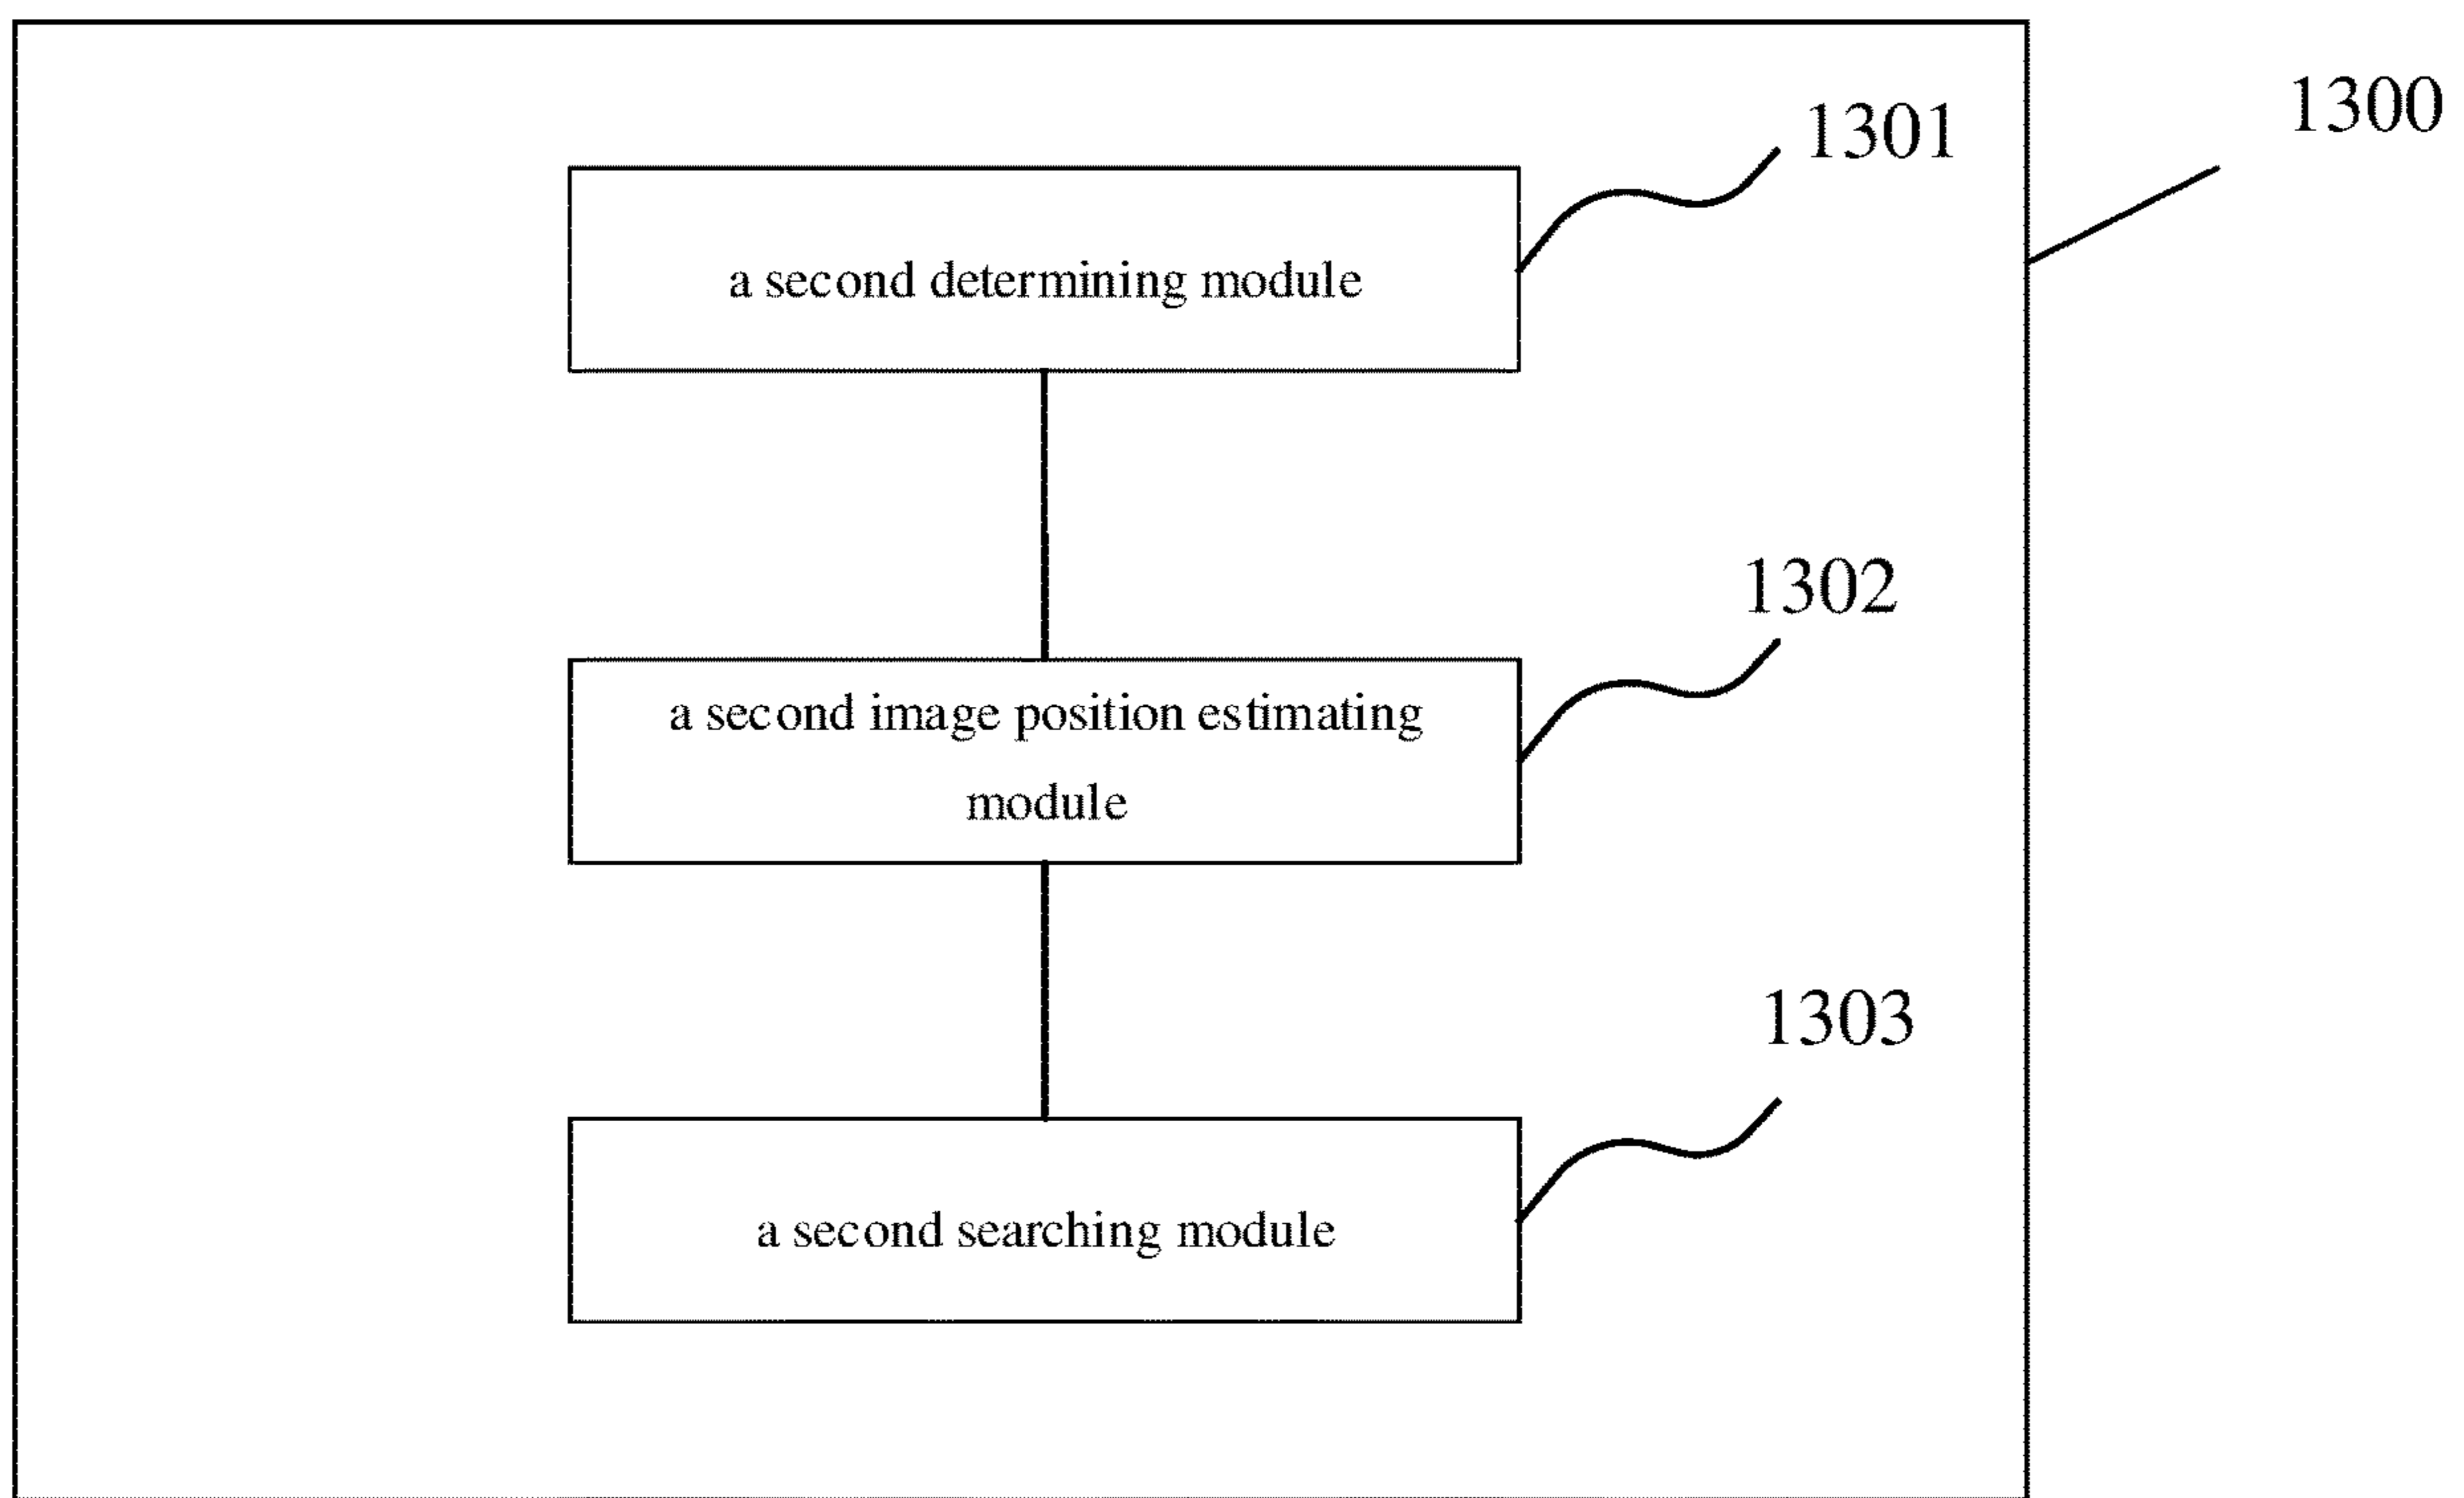 1300
1301
a second determining module
1302
a second image position estimating
module
1303
a second searching module